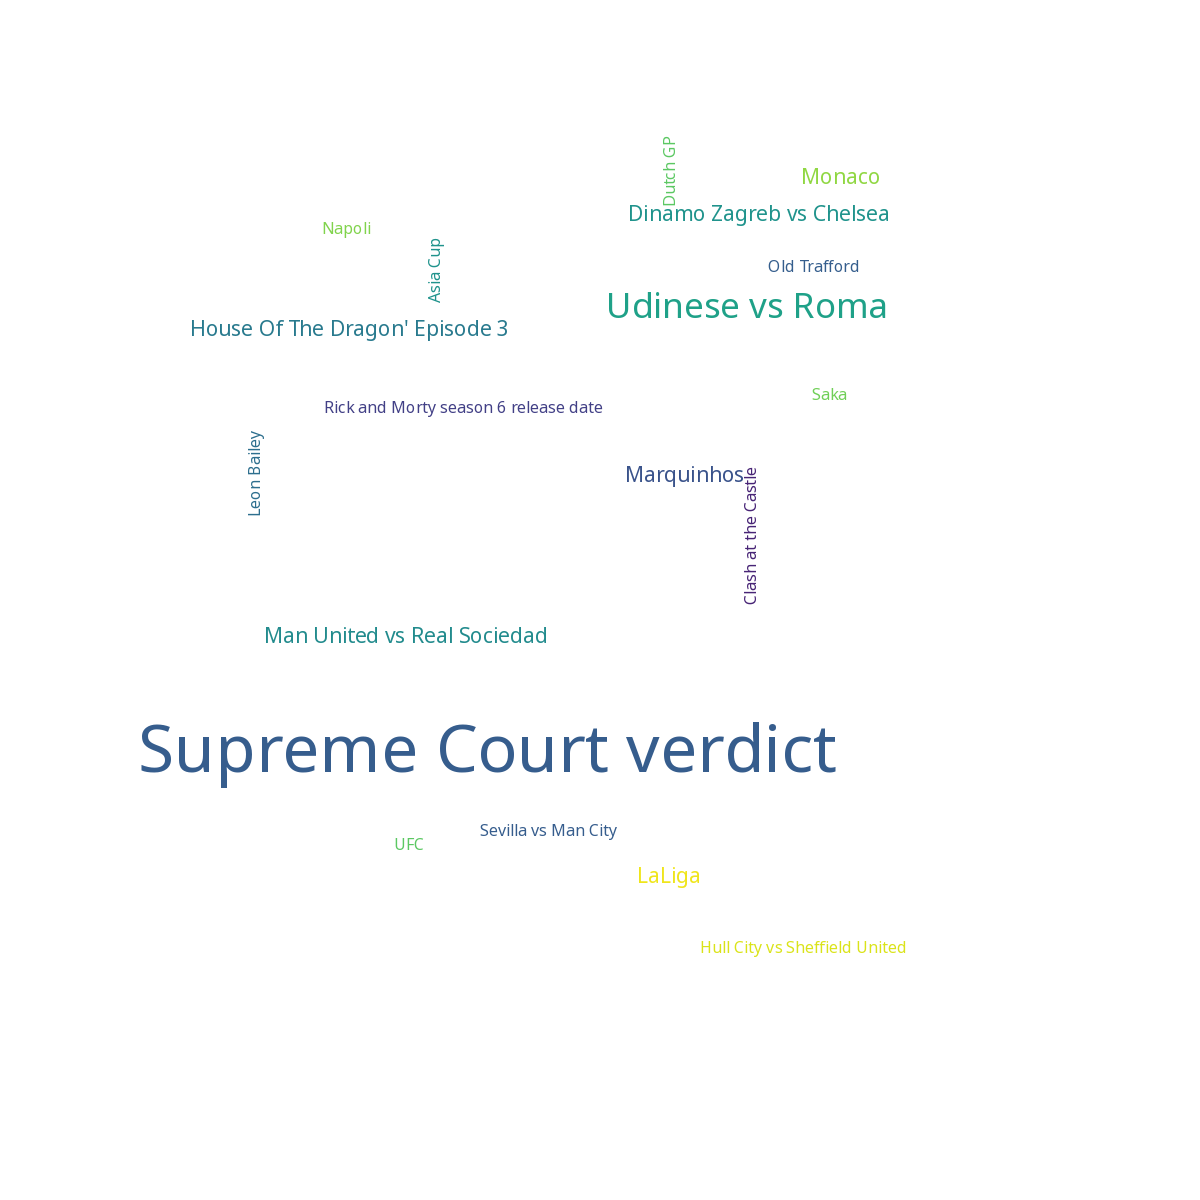 Dutch GP
Monaco
Dinamo Zagreb vs Chelsea
Napoli
Asia Cup
Old Trafford
Udinese vs Roma
House Of The Dragon' Episode 3
Saka
Rick and Morty season 6 release date
Leon Bailey
Marquinhos
Clash at the Castle
Man United vs Real Sociedad
Supreme Court verdict
Sevilla vs Man City
UFC
LaLiga
Hull City vs Sheffield United